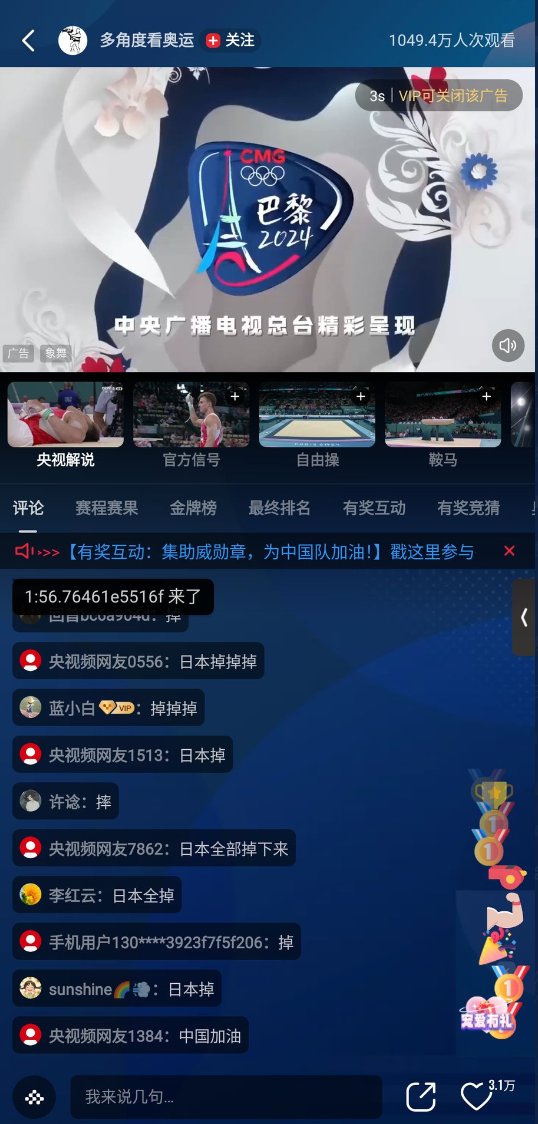 多角度看奥运
关注
1049.4万人次观看
3s｜VIP可关闭该广告
CMG
巴黎
2024
中央广播电视总台精彩呈现
广告 象舞
央视解说 官方信号 自由操 鞍马
评论 赛程赛果 金牌榜 最终排名 有奖互动 有奖竞猜
>>>【有奖互动：集助威勋章，为中国队加油！】戳这里参与
1:56.76461e5516f 来了
央视频网友0556：日本掉掉掉
蓝小白 VIP：掉掉掉
央视频网友1513：日本掉
许谂：摔
央视频网友7862：日本全部掉下来
李红云：日本全掉
手机用户130****3923f7f5f206：掉
sunshine🌈💨：日本掉
央视频网友1384：中国加油
宠爱有礼
我来说几句...
3.1万